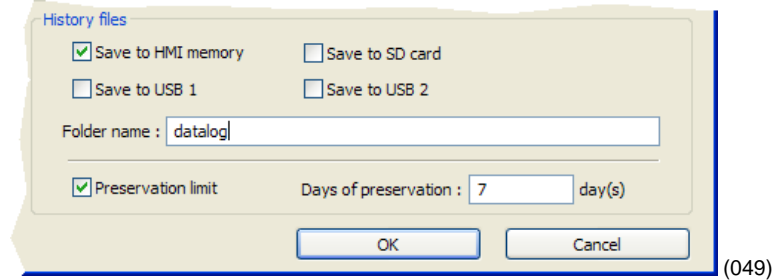 History files
Save to HMI memory Save to SD card
Save to USB 1 Save to USB 2
Folder name : datalog
Preservation limit Days of preservation : 7 day(s)
OK Cancel
(049)